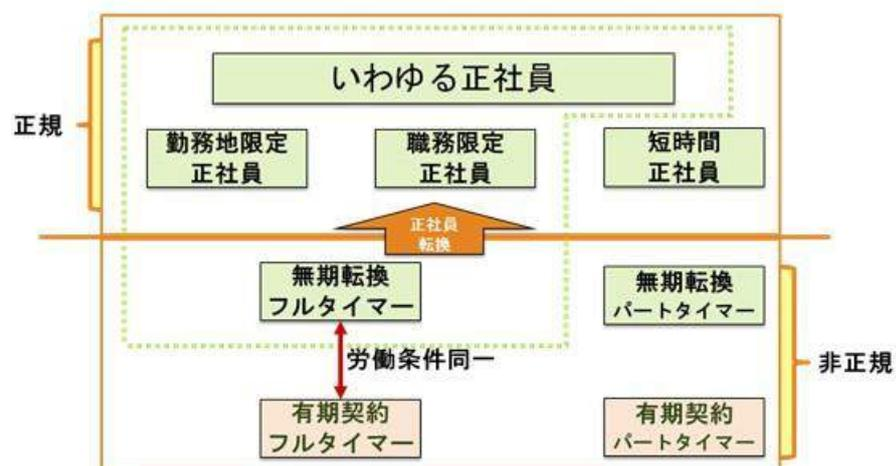 いわゆる正社員
正規
勤務地限定
正社員
職務限定
正社員
短時間
正社員
正社員
転換
無期転換
フルタイマー
無期転換
パートタイマー
労働条件同一
非正規
有期契約
フルタイマー
有期契約
パートタイマー